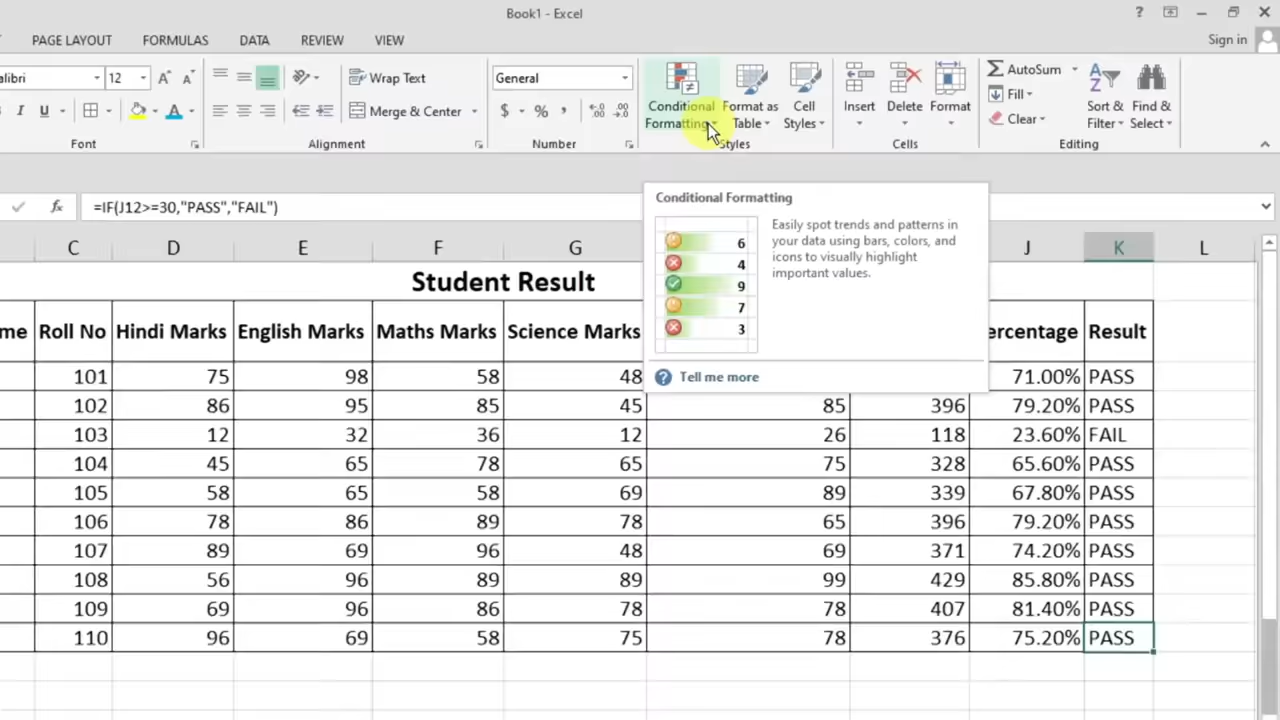 Book1 - Excel
?
PAGE LAYOUT FORMULAS DATA REVIEW VIEW
Sign in
alibri 12 A A Wrap Text General
Conditional Formatting
Format as Table
Cell Styles
Insert Delete Format
AutoSum
Fill
Clear
Sort & Filter
Find & Select
I U A Merge & Center $ % ,
Font Alignment Number Styles Cells Editing
fx =IF(J12>=30,"PASS","FAIL")
Conditional Formatting
Easily spot trends and patterns in
your data using bars, colors, and
icons to visually highlight
important values.
6
4
9
7
3
Tell me more
C D E F G J K L
Student Result
me Roll No Hindi Marks English Marks Maths Marks Science Marks ercentage Result
101 75 98 58 48 71.00% PASS
102 86 95 85 45 85 396 79.20% PASS
103 12 32 36 12 26 118 23.60% FAIL
104 45 65 78 65 75 328 65.60% PASS
105 58 65 58 69 89 339 67.80% PASS
106 78 86 89 78 65 396 79.20% PASS
107 89 69 96 48 69 371 74.20% PASS
108 56 96 89 89 99 429 85.80% PASS
109 69 96 86 78 78 407 81.40% PASS
110 96 69 58 75 78 376 75.20% PASS